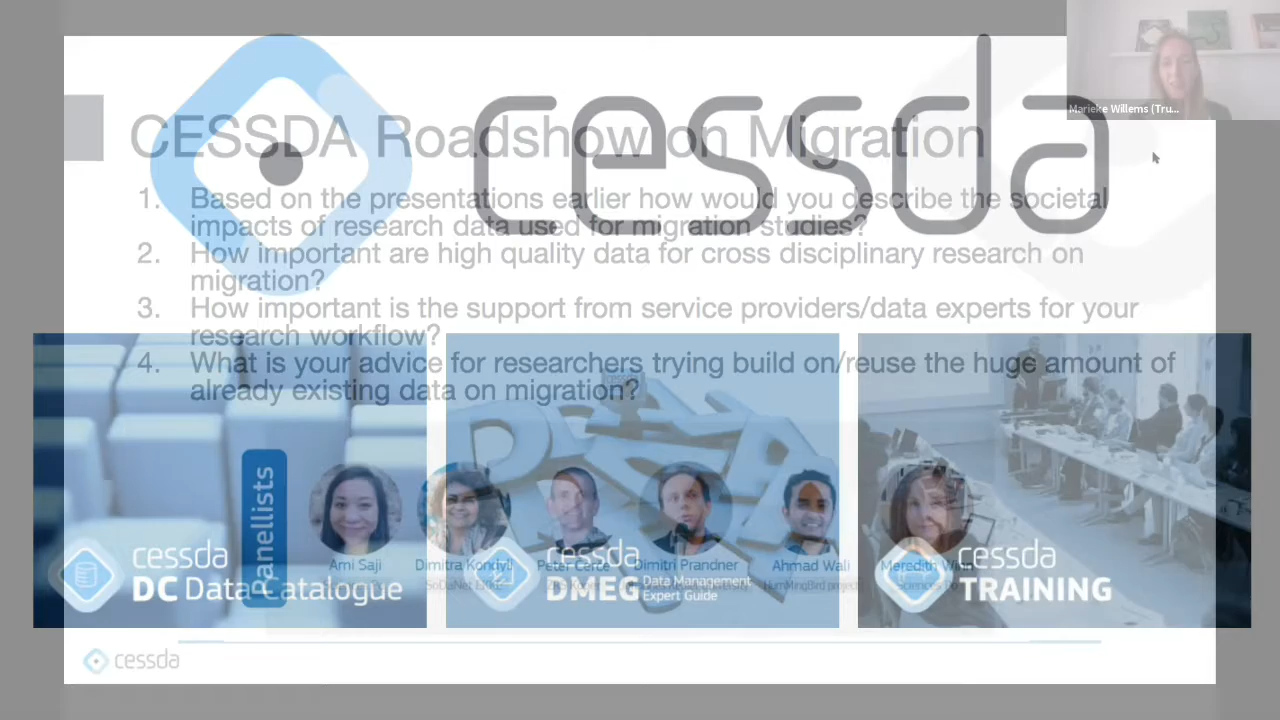 cessda
Marieke Willems (Tru...
CESSDA Roadshow on Migration
1. Based on the presentations earlier how would you describe the societal
impacts of research data used for migration studies?
2. How important are high quality data for cross disciplinary research on
migration?
3. How important is the support from service providers/data experts for your
research workflow?
4. What is your advice for researchers trying build on/reuse the huge amount of
already existing data on migration?
Panellists
Ami Saji
Dimitra Kondyli
Peter Cerce
Dimitri Prandner
Ahmad Wali
HumMingBird project
cessda
DC Data Catalogue
cessda
DMEG Data Management
Expert Guide
cessda
TRAINING
cessda